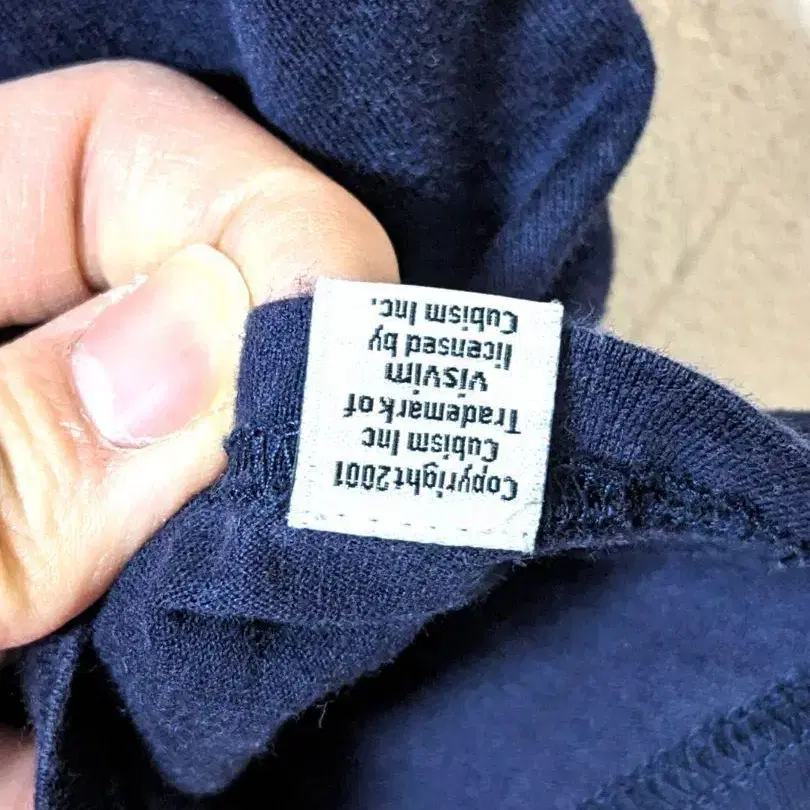 Copyright2001
Cubism Inc
Trademark of
visvim
licensed by
Cubism Inc.